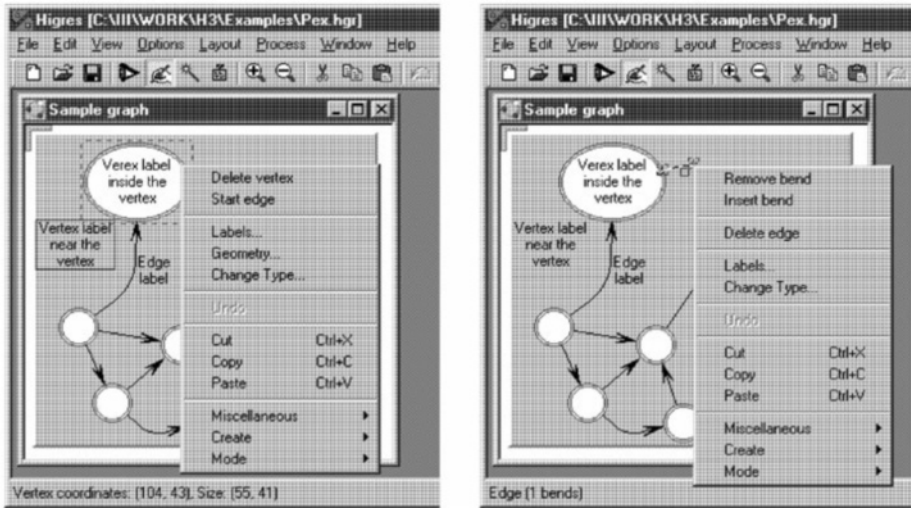 Higres [C:\III\WORK\H3\Examples\Pex.hgr]
File Edit View Options Layout Process Window Help
Sample graph
Verex label
inside the
vertex
Vertex label
near the
vertex
Edge
label
Delete vertex
Start edge
Labels...
Geometry...
Change Type...
Undo
Cut Ctrl+X
Copy Ctrl+C
Paste Ctrl+V
Miscellaneous
Create
Mode
Vertex coordinates: (104, 43), Size: (55, 41)
Higres [C:\III\WORK\H3\Examples\Pex.hgr]
File Edit View Options Layout Process Window Help
Sample graph
Verex label
inside the
vertex
Vertex label
near the
vertex
Edge
label
Remove bend
Insert bend
Delete edge
Labels...
Change Type...
Undo
Cut Ctrl+X
Copy Ctrl+C
Paste Ctrl+V
Miscellaneous
Create
Mode
Edge (1 bends)